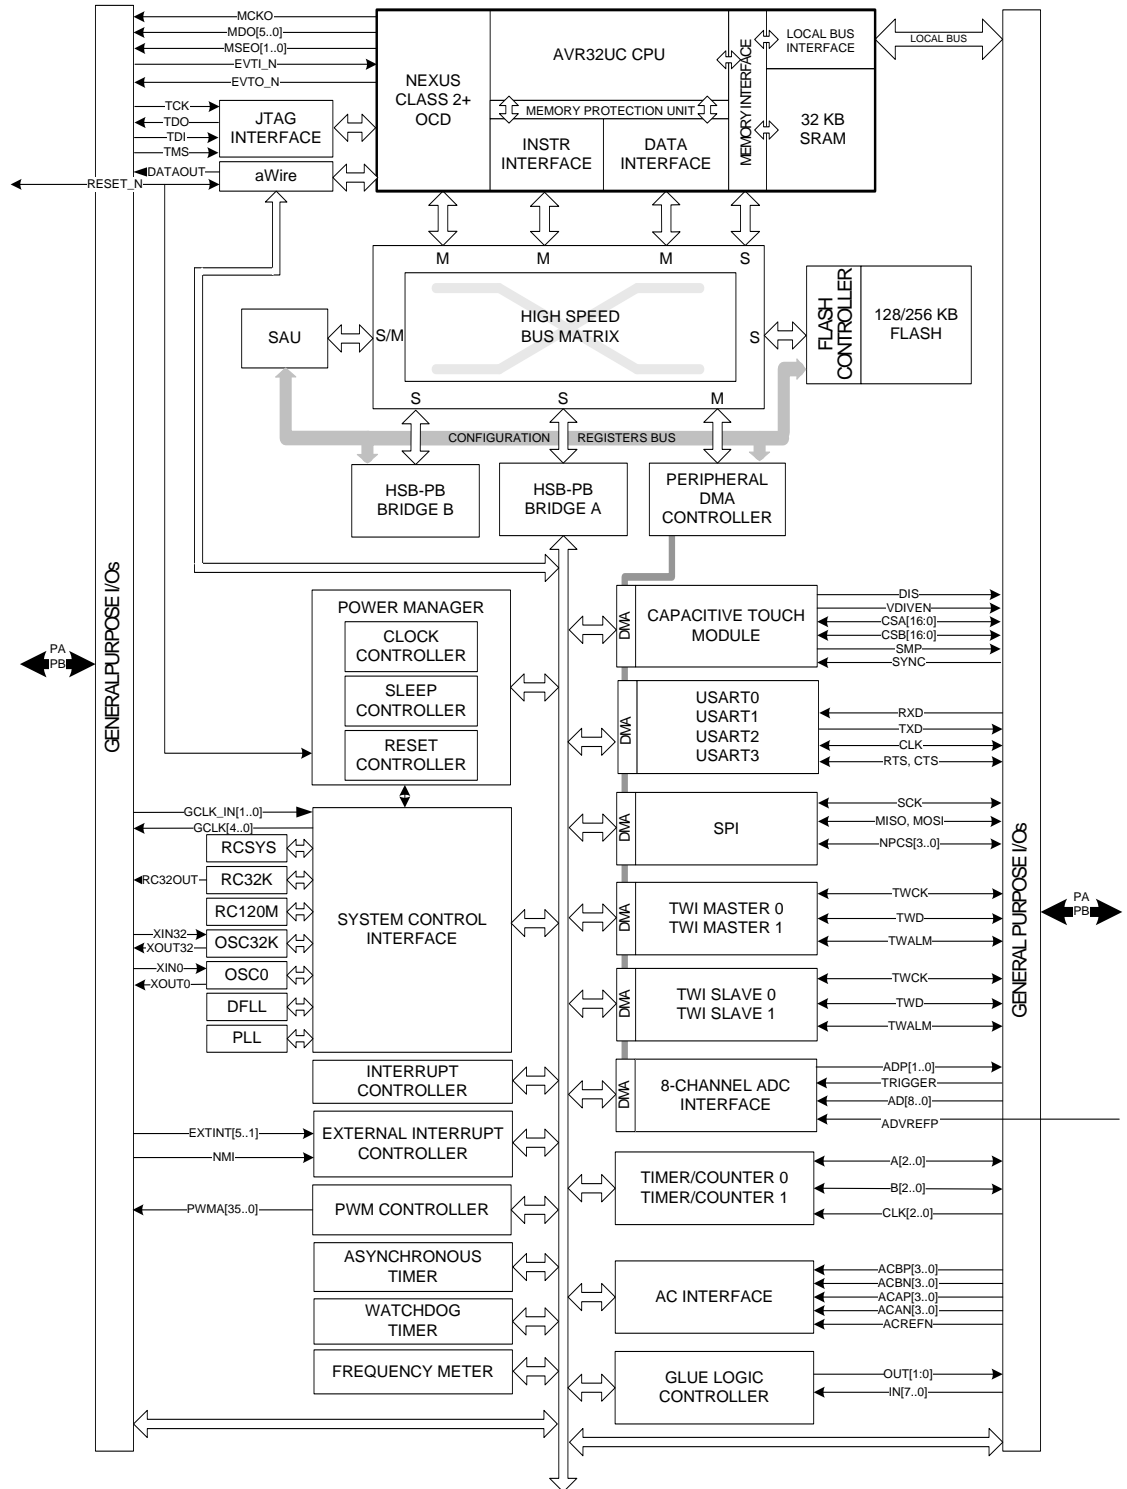 MCKO
MDO[5..0]
MSEO[1..0]
EVTI_N
EVTO_N
TCK
TDO
TDI
TMS
JTAG
INTERFACE
DATAOUT
aWire
RESET_N
NEXUS
CLASS 2+
OCD
AVR32UC CPU
MEMORY PROTECTION UNIT
INSTR
INTERFACE
DATA
INTERFACE
MEMORY INTERFACE
LOCAL BUS
INTERFACE
32 KB
SRAM
LOCAL BUS
M
M
M
S
HIGH SPEED
BUS MATRIX
S/M
S
S
S
M
SAU
FLASH
CONTROLLER
128/256 KB
FLASH
CONFIGURATION
REGISTERS BUS
HSB-PB
BRIDGE B
HSB-PB
BRIDGE A
PERIPHERAL
DMA
CONTROLLER
GENERALPURPOSE I/Os
PA
PB
POWER MANAGER
CLOCK
CONTROLLER
SLEEP
CONTROLLER
RESET
CONTROLLER
GCLK_IN[1..0]
GCLK[4..0]
RCSYS
RC32OUT
RC32K
RC120M
XIN32
XOUT32
OSC32K
XIN0
XOUT0
OSC0
DFLL
PLL
SYSTEM CONTROL
INTERFACE
INTERRUPT
CONTROLLER
EXTINT[5..1]
NMI
EXTERNAL INTERRUPT
CONTROLLER
PWMA[35..0]
PWM CONTROLLER
ASYNCHRONOUS
TIMER
WATCHDOG
TIMER
FREQUENCY METER
DMA
CAPACITIVE TOUCH
MODULE
DIS
VDIVEN
CSA[16:0]
CSB[16:0]
SMP
SYNC
DMA
USART0
USART1
USART2
USART3
RXD
TXD
CLK
RTS, CTS
DMA
SPI
SCK
MISO, MOSI
NPCS[3..0]
DMA
TWI MASTER 0
TWI MASTER 1
TWCK
TWD
TWALM
DMA
TWI SLAVE 0
TWI SLAVE 1
TWCK
TWD
TWALM
DMA
8-CHANNEL ADC
INTERFACE
ADP[1..0]
TRIGGER
AD[8..0]
ADVREFP
TIMER/COUNTER 0
TIMER/COUNTER 1
A[2..0]
B[2..0]
CLK[2..0]
AC INTERFACE
ACBP[3..0]
ACBN[3..0]
ACAP[3..0]
ACAN[3..0]
ACREFN
GLUE LOGIC
CONTROLLER
OUT[1:0]
IN[7..0]
GENERAL PURPOSE I/Os
PA
PB